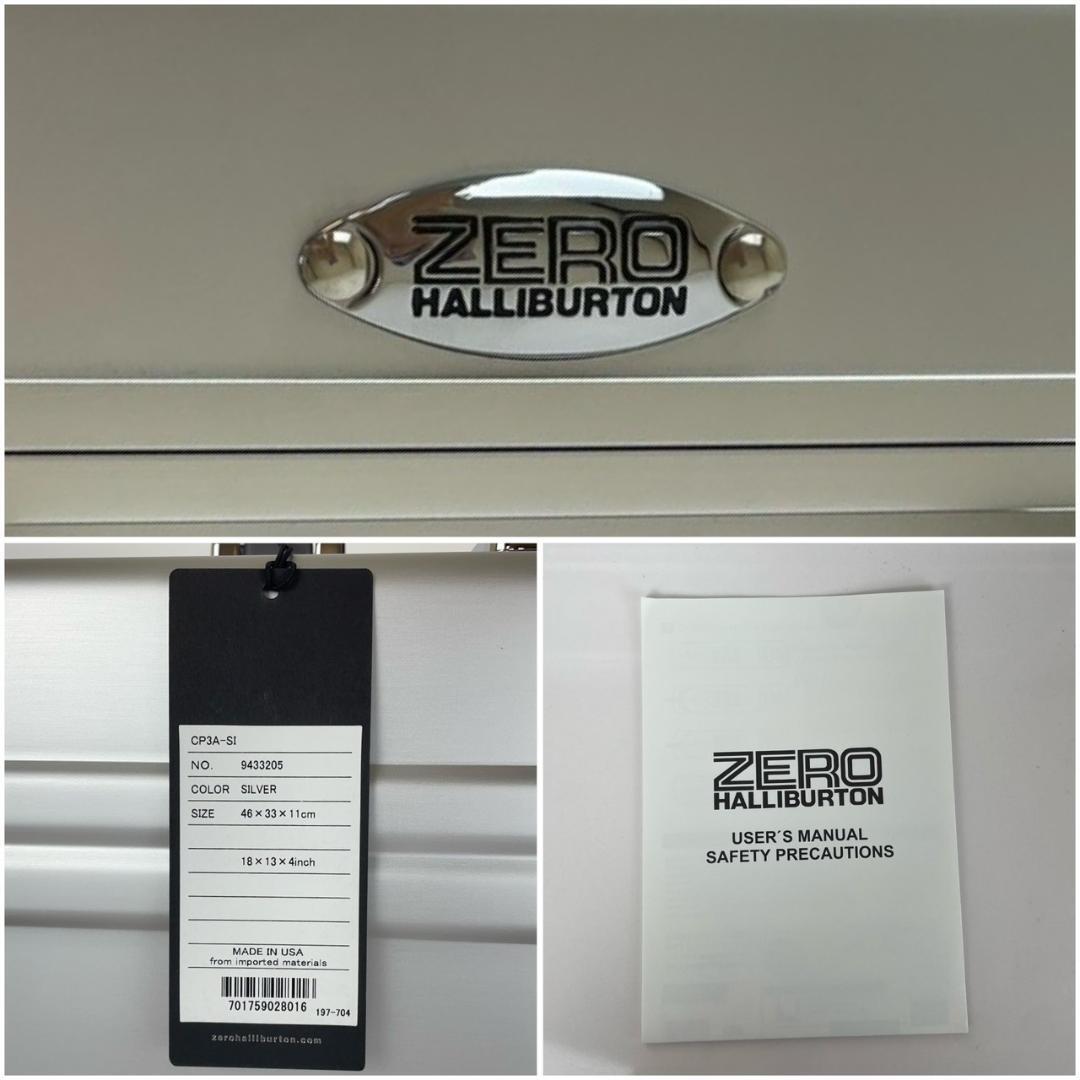 ZERO
HALLIBURTON
CP3A-SI
NO. 9433205
COLOR SILVER
SIZE 46×33×11cm
18×13×4inch
MADE IN USA
from imported materials
701759028016 197-704
zerohalliburton.com
ZERO
HALLIBURTON
USER´S MANUAL
SAFETY PRECAUTIONS